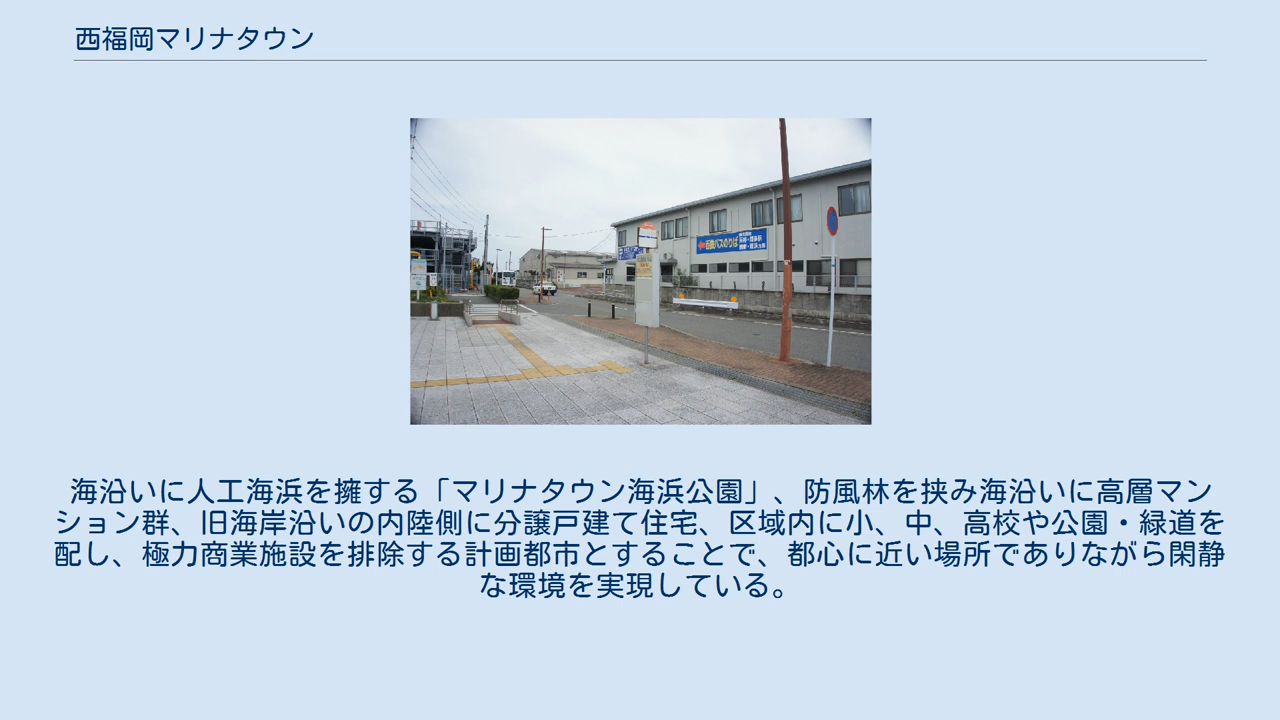 西福岡マリナタウン
バスのりば
海沿いに人工海浜を擁する「マリナタウン海浜公園」、防風林を挟み海沿いに高層マン
ション群、旧海岸沿いの内陸側に分譲戸建て住宅、区域内に小、中、高校や公園・緑道を
配し、極力商業施設を排除する計画都市とすることで、都心に近い場所でありながら閑静
な環境を実現している。